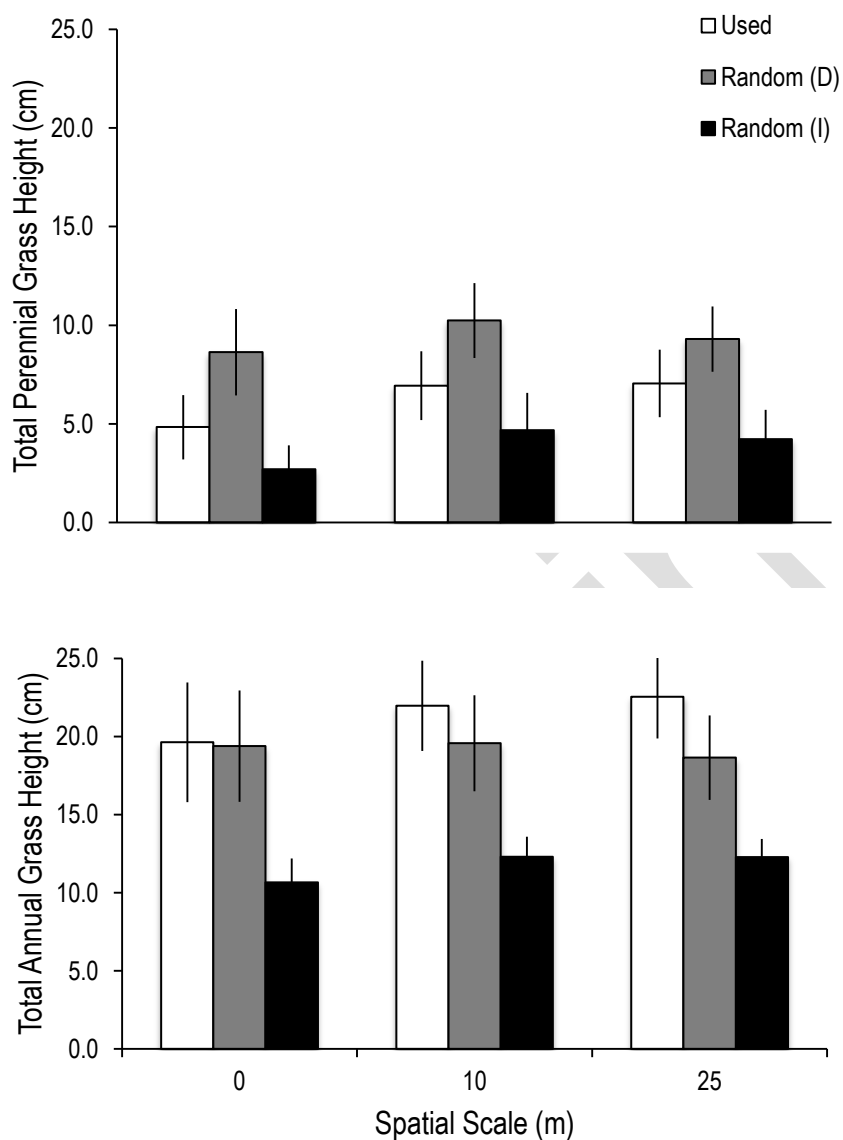 25.0
20.0
15.0
10.0
5.0
0.0
Total Perennial Grass Height (cm)
Used
Random (D)
Random (I)
25.0
20.0
15.0
10.0
5.0
0.0
Total Annual Grass Height (cm)
0 10 25
Spatial Scale (m)